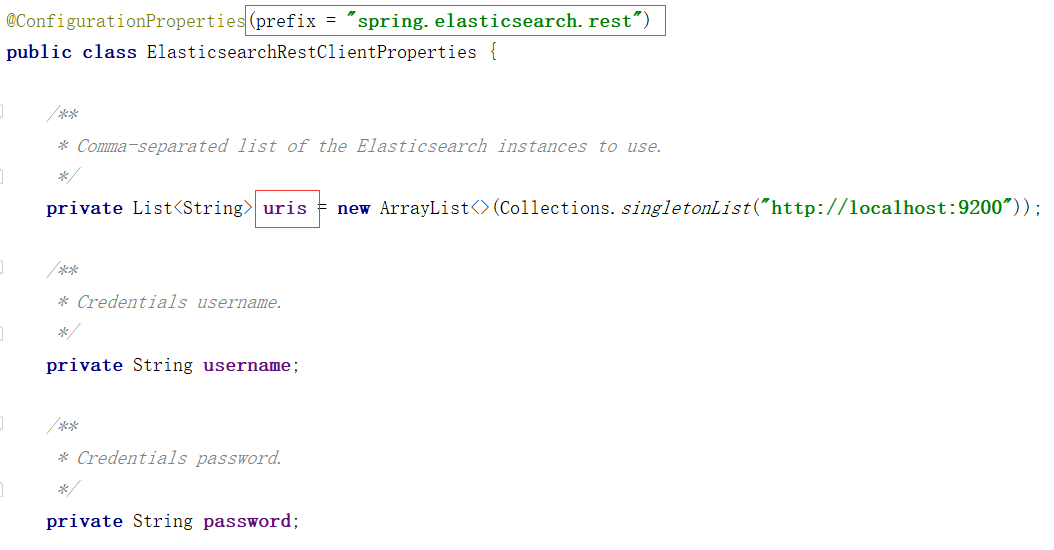 @ConfigurationProperties(prefix = "spring.elasticsearch.rest")
public class ElasticsearchRestClientProperties {
/**
* Comma-separated list of the Elasticsearch instances to use.
*/
private List<String> uris = new ArrayList<>(Collections.singletonList("http://localhost:9200"));
/**
* Credentials username.
*/
private String username;
/**
* Credentials password.
*/
private String password;